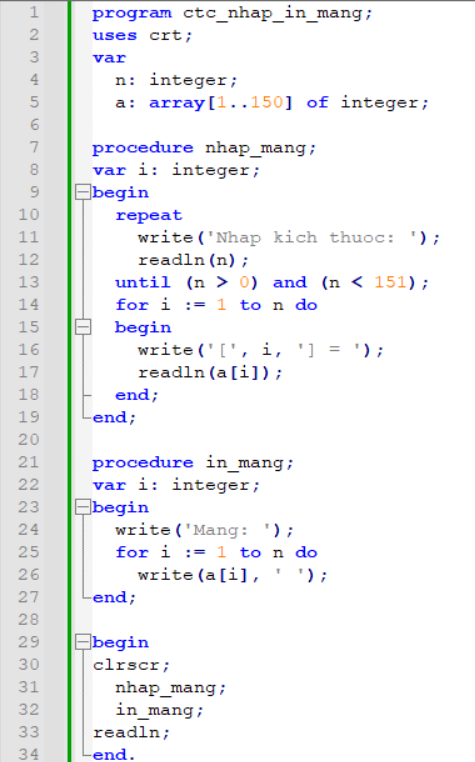 1 program ctc_nhap_in_mang;
2 uses crt;
3 var
4   n: integer;
5   a: array[1..150] of integer;
6
7 procedure nhap_mang;
8 var i: integer;
9 begin
10   repeat
11     write('Nhap kich thuoc: ');
12     readln(n);
13   until (n > 0) and (n < 151);
14   for i := 1 to n do
15   begin
16     write('[', i, '] = ');
17     readln(a[i]);
18   end;
19 end;
20
21 procedure in_mang;
22 var i: integer;
23 begin
24   write('Mang: ');
25   for i := 1 to n do
26     write(a[i], ' ');
27 end;
28
29 begin
30 clrscr;
31   nhap_mang;
32   in_mang;
33 readln;
34 end.